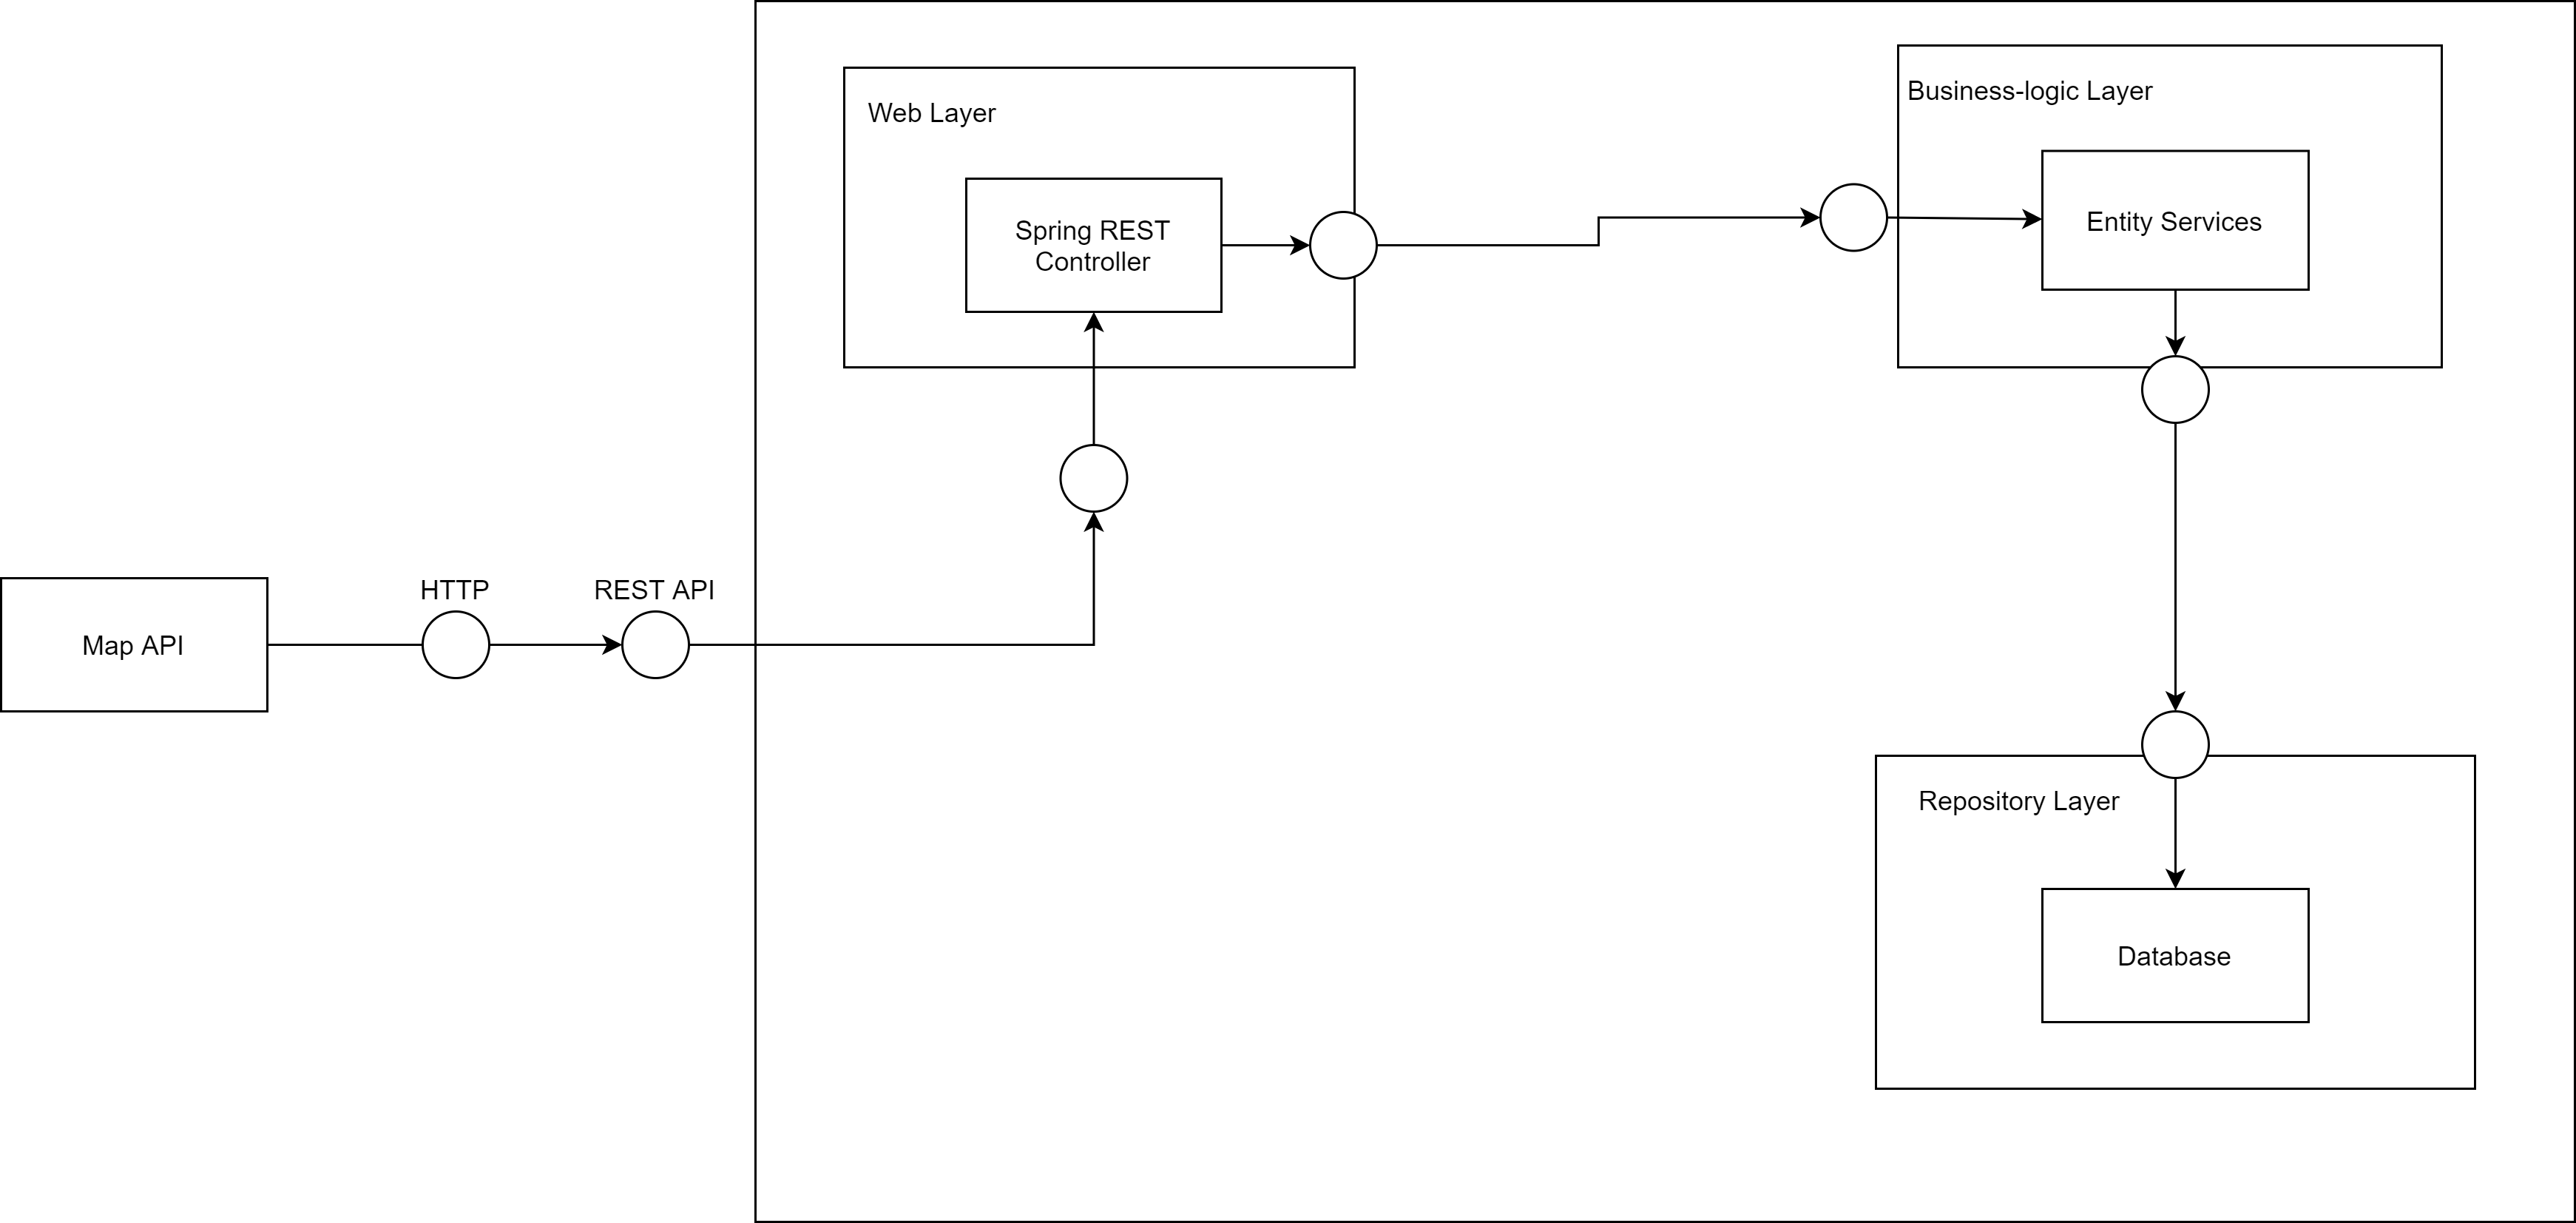 Web Layer
Spring REST
Controller
Business-logic Layer
Entity Services
Map API
HTTP
REST API
Repository Layer
Database